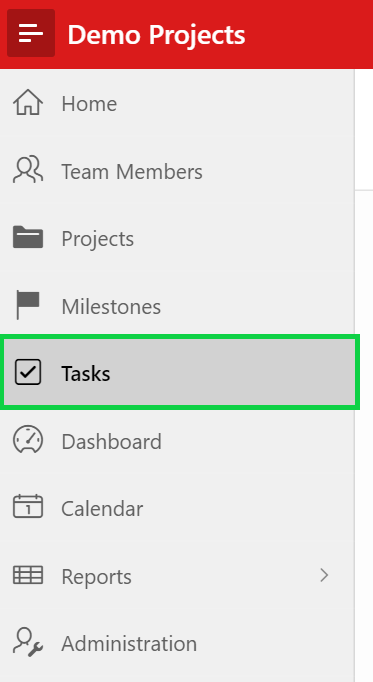 Demo Projects
Home
Team Members
Projects
Milestones
Tasks
Dashboard
1
Calendar
Reports
Administration